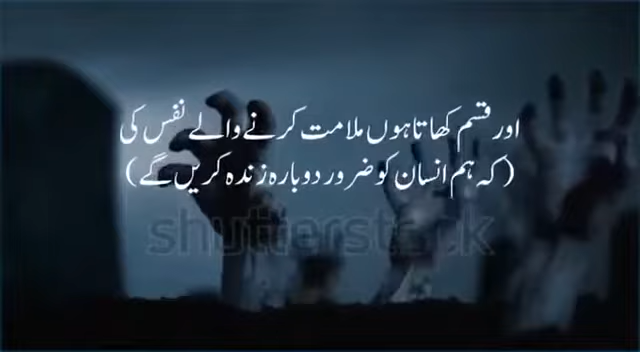 اور قسم کھاتا ہوں ملامت کرنے والے نفس کی
(کہ ہم انسان کو ضرور دوبارہ زندہ کریں گے)
shutterstock